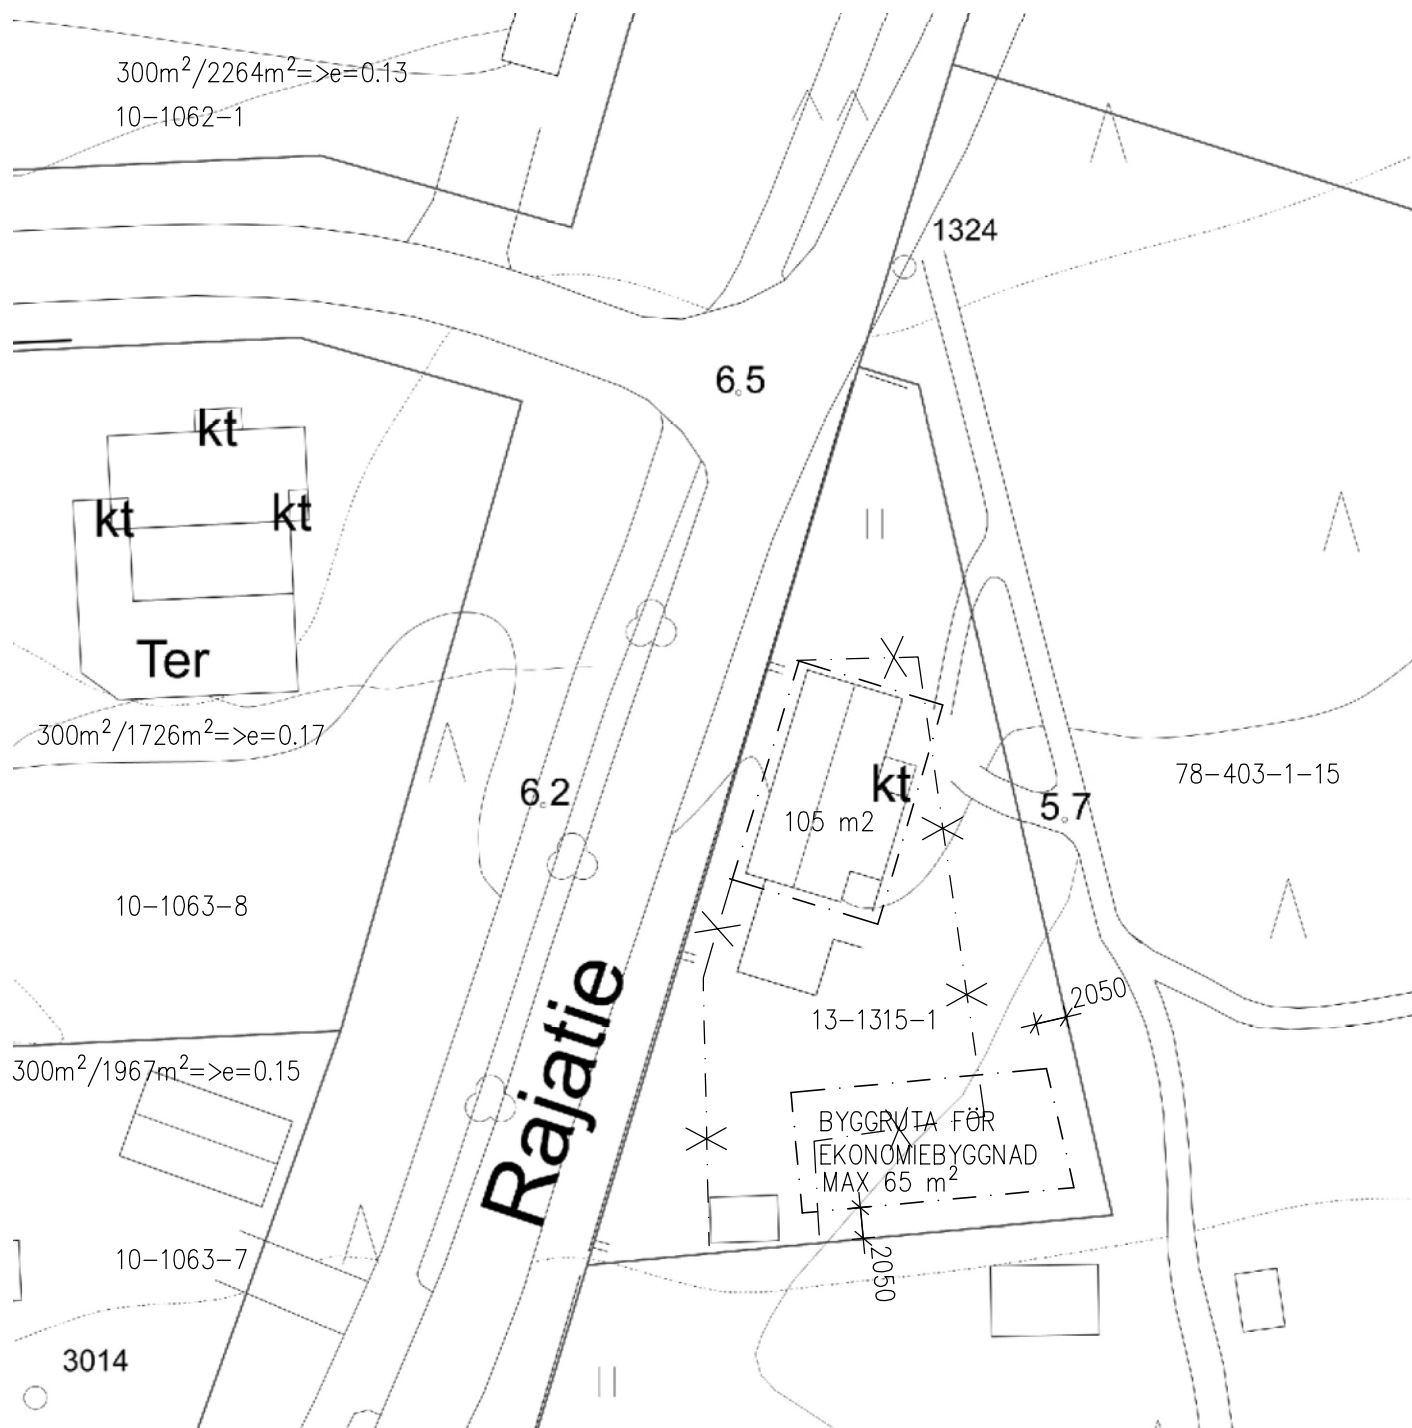 300m²/2264m²=>e=0.13
10-1062-1
1324
6.5
kt
kt
kt
Ter
300m²/1726m²=>e=0.17
6.2
kt
105 m2
5.7
78-403-1-15
10-1063-8
Rajatie
2050
13-1315-1
300m²/1967m²=>e=0.15
BYGGRUTA FÖR
EKONOMIEBYGGNAD
MAX 65 m²
2050
10-1063-7
3014